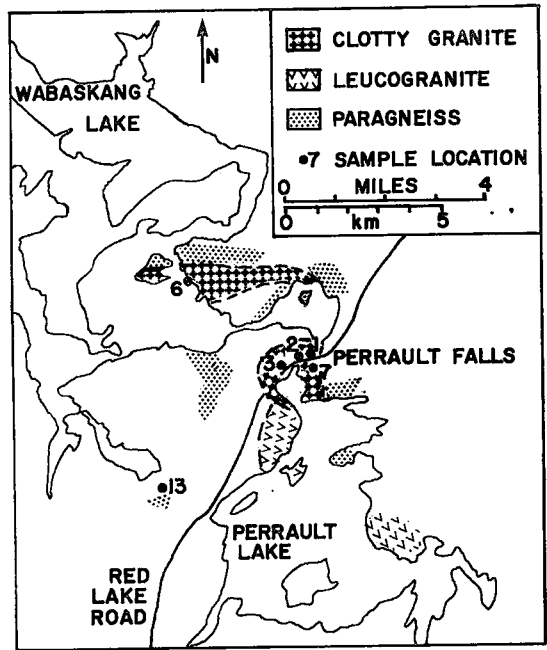 N
WABASKANG
LAKE
CLOTTY GRANITE
LEUCOGRANITE
PARAGNEISS
•7 SAMPLE LOCATION
0 MILES 4
0 km 5
6
2 1
3
7
PERRAULT FALLS
13
PERRAULT
LAKE
RED
LAKE
ROAD